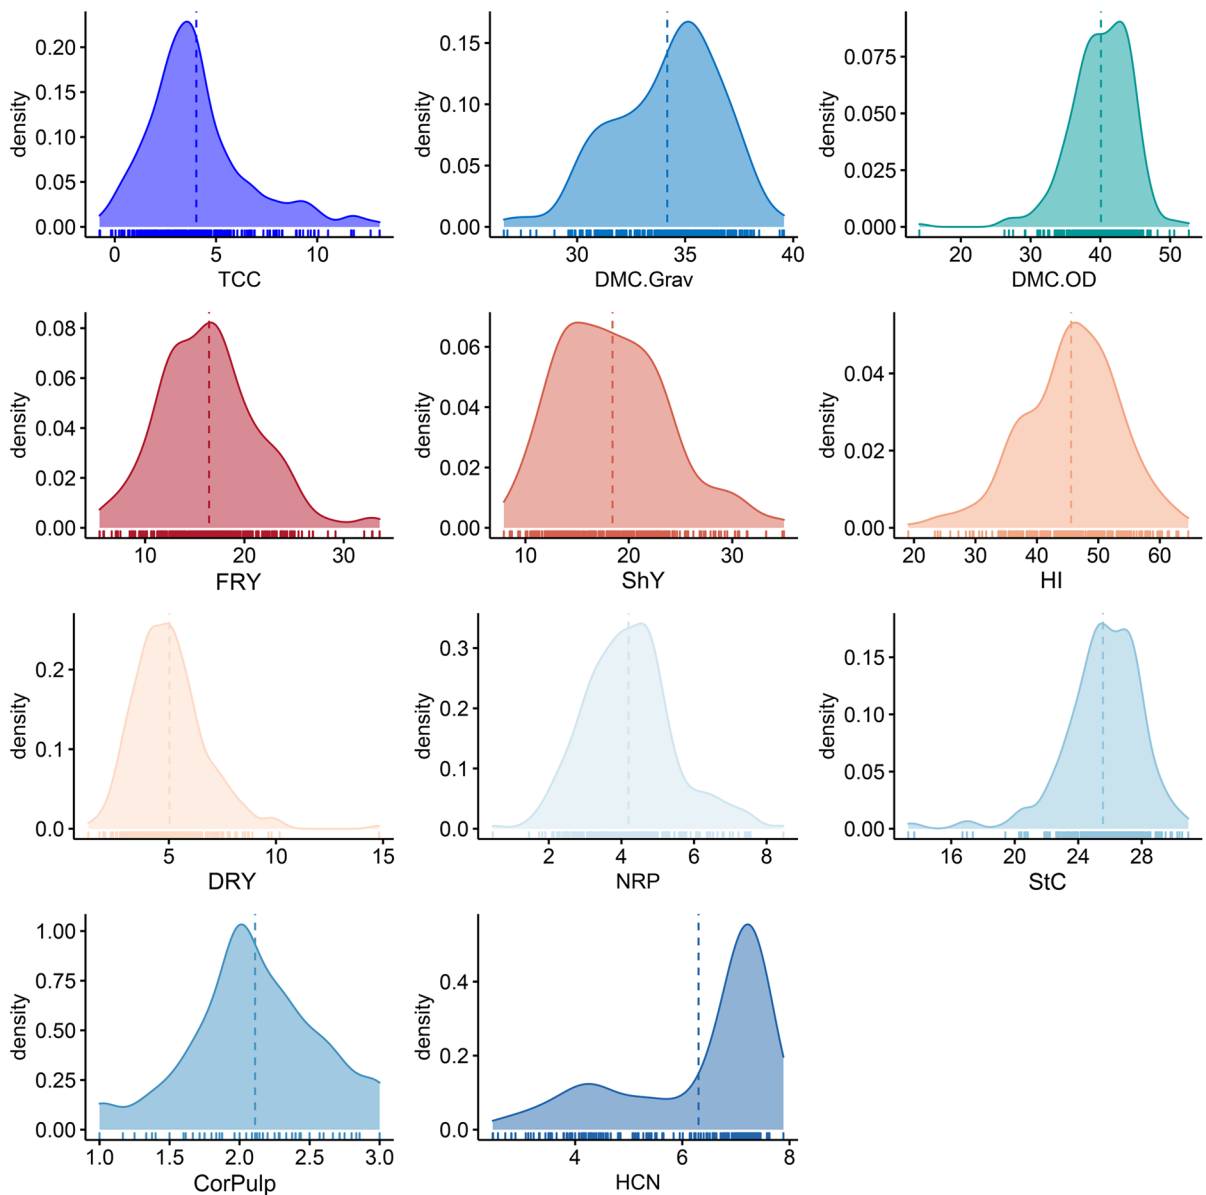 density
0.20
0.15
0.10
0.05
0.00
0 5 10
TCC
density
0.15
0.10
0.05
0.00
30 35 40
DMC.Grav
density
0.075
0.050
0.025
0.000
20 30 40 50
DMC.OD
density
0.08
0.06
0.04
0.02
0.00
10 20 30
FRY
density
0.06
0.04
0.02
0.00
10 20 30
ShY
density
0.04
0.02
0.00
20 30 40 50 60
HI
density
0.2
0.1
0.0
5 10 15
DRY
density
0.3
0.2
0.1
0.0
2 4 6 8
NRP
density
0.15
0.10
0.05
0.00
16 20 24 28
StC
density
1.00
0.75
0.50
0.25
0.00
1.0 1.5 2.0 2.5 3.0
CorPulp
density
0.4
0.2
0.0
4 6 8
HCN